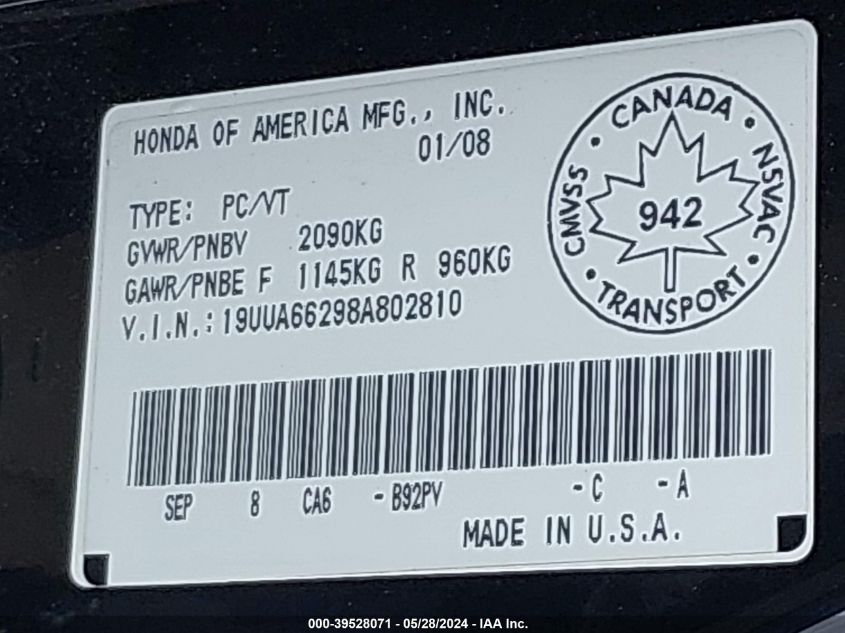 HONDA OF AMERICA MFG., INC.
01/08
TYPE: PC/VT
GVWR/PNBV 2090KG
GAWR/PNBE F 1145KG R 960KG
V.I.N.: 19UUA66298A802810
CANADA
CMVSS
NSVAC
942
TRANSPORT
SEP 8 CA6 -B92PV -C -A
MADE IN U.S.A.
000-39528071 - 05/28/2024 - IAA Inc.